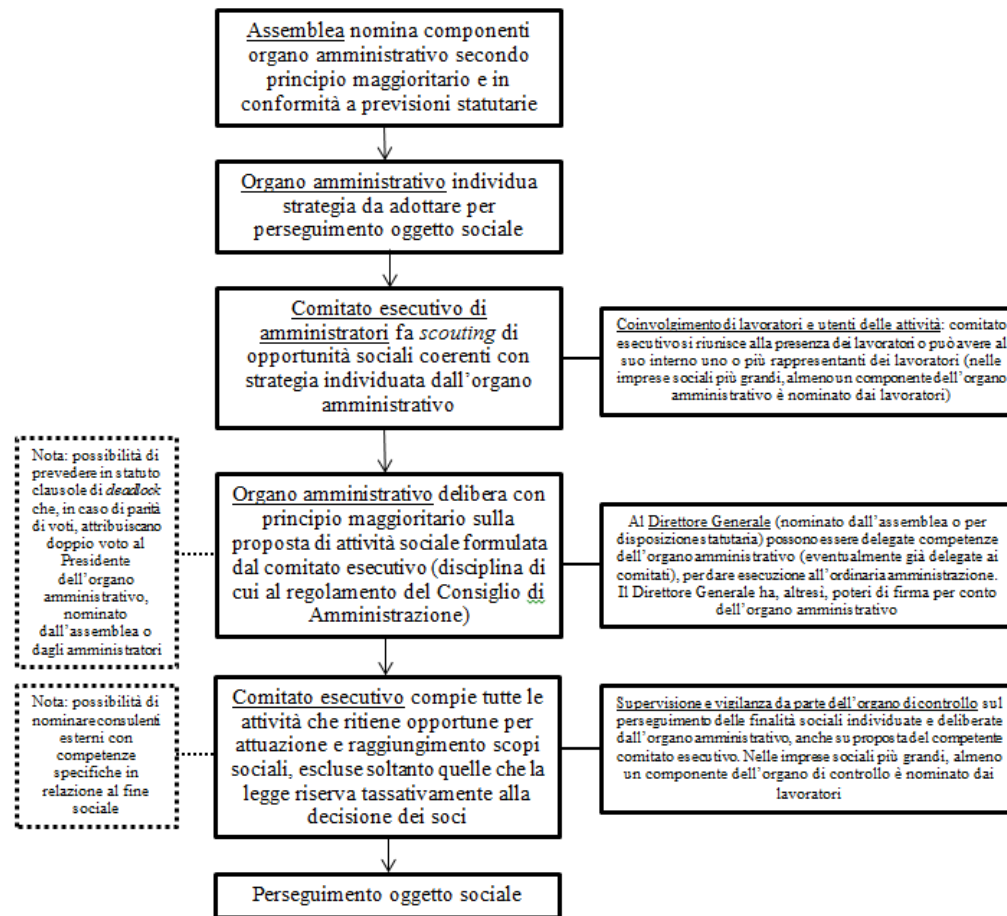 Assemblea nomina componenti
organo amministrativo secondo
principio maggioritario e in
conformità a previsioni statutarie
Organo amministrativo individua
strategia da adottare per
perseguimento oggetto sociale
Comitato esecutivo di
amministratori fa scouting di
opportunità sociali coerenti con
strategia individuata dall'organo
amministrativo
Coinvolgimento di lavoratori e utenti delle attività: comitato
esecutivo si riunisce alla presenza dei lavoratori o può avere al
suo interno uno o più rappresentanti dei lavoratori (nelle
imprese sociali più grandi, almeno un componente dell'organo
amministrativo è nominato dai lavoratori)
Nota: possibilità di
prevedere in statuto
clausole di deadlock
che, in caso di parità
di voti, attribuiscano
doppio voto al
Presidente
dell'organo
amministrativo,
nominato
dall'assemblea o
dagli amministratori
Organo amministrativo delibera con
principio maggioritario sulla
proposta di attività sociale formulata
dal comitato esecutivo (disciplina di
cui al regolamento del Consiglio di
Amministrazione)
Al Direttore Generale (nominato dall'assemblea o per
disposizione statutaria) possono essere delegate competenze
dell'organo amministrativo (eventualmente già delegate ai
comitati), per dare esecuzione all'ordinaria amministrazione.
Il Direttore Generale ha, altresì, poteri di firma per conto
dell'organo amministrativo
Nota: possibilità di
nominare consulenti
esterni con
competenze
specifiche in
relazione al fine
sociale
Comitato esecutivo compie tutte le
attività che ritiene opportune per
attuazione e raggiungimento scopi
sociali, escluse soltanto quelle che la
legge riserva tassativamente alla
decisione dei soci
Supervisione e vigilanza da parte dell'organo di controllo sul
perseguimento delle finalità sociali individuate e deliberate
dall'organo amministrativo, anche su proposta del competente
comitato esecutivo. Nelle imprese sociali più grandi, almeno
un componente dell'organo di controllo è nominato dai
lavoratori
Perseguimento oggetto sociale